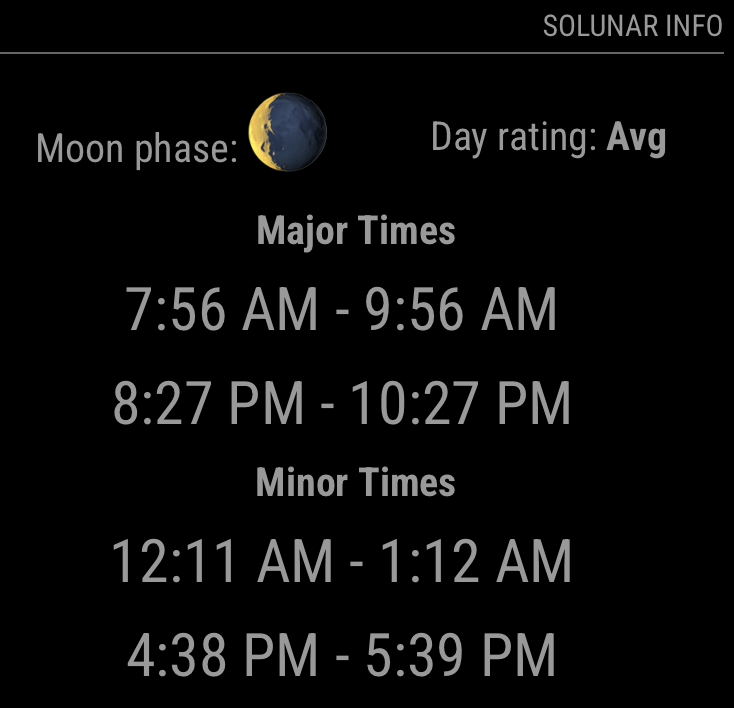 SOLUNAR INFO
Moon phase:
Day rating: Avg
Major Times
7:56 AM - 9:56 AM
8:27 PM - 10:27 PM
Minor Times
12:11 AM - 1:12 AM
4:38 PM - 5:39 PM